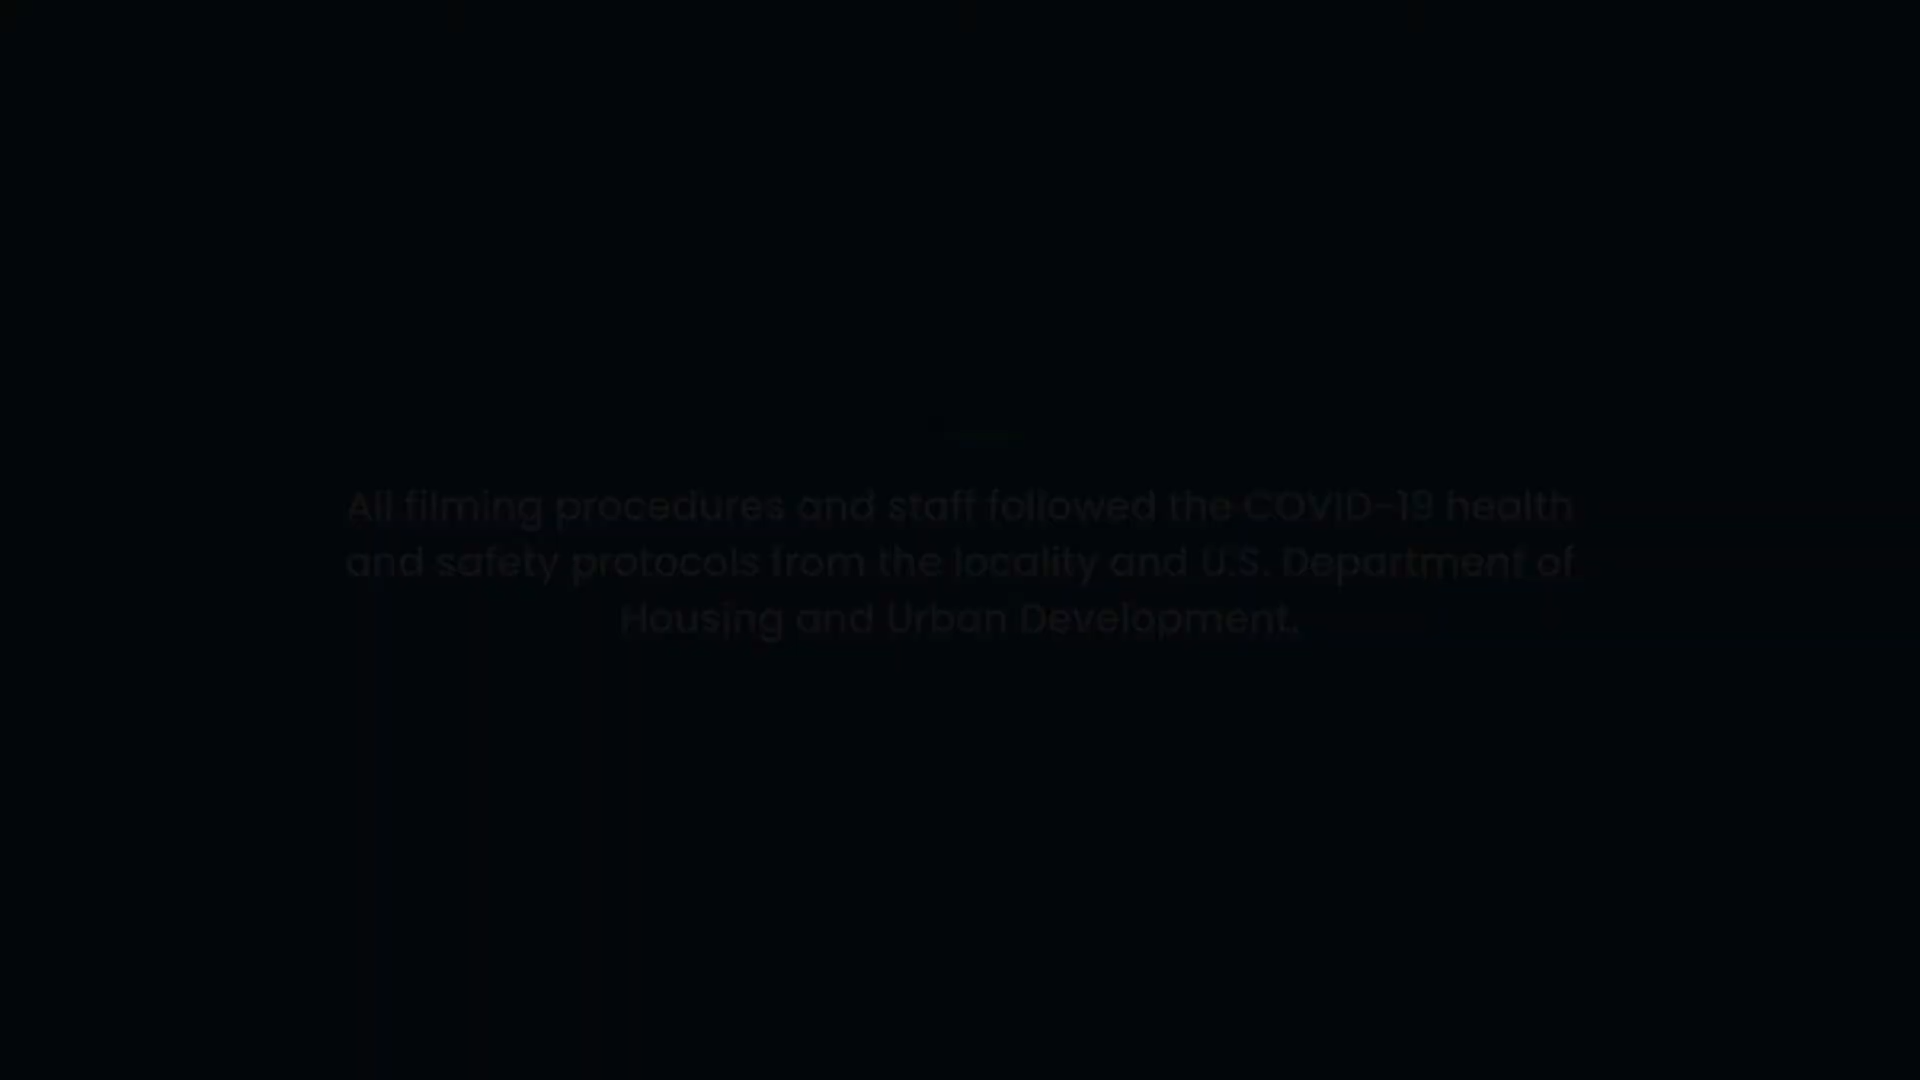 All filming procedures and staff followed the COVID-19 health
and safety protocols from the locality and U.S. Department of
Housing and Urban Development.